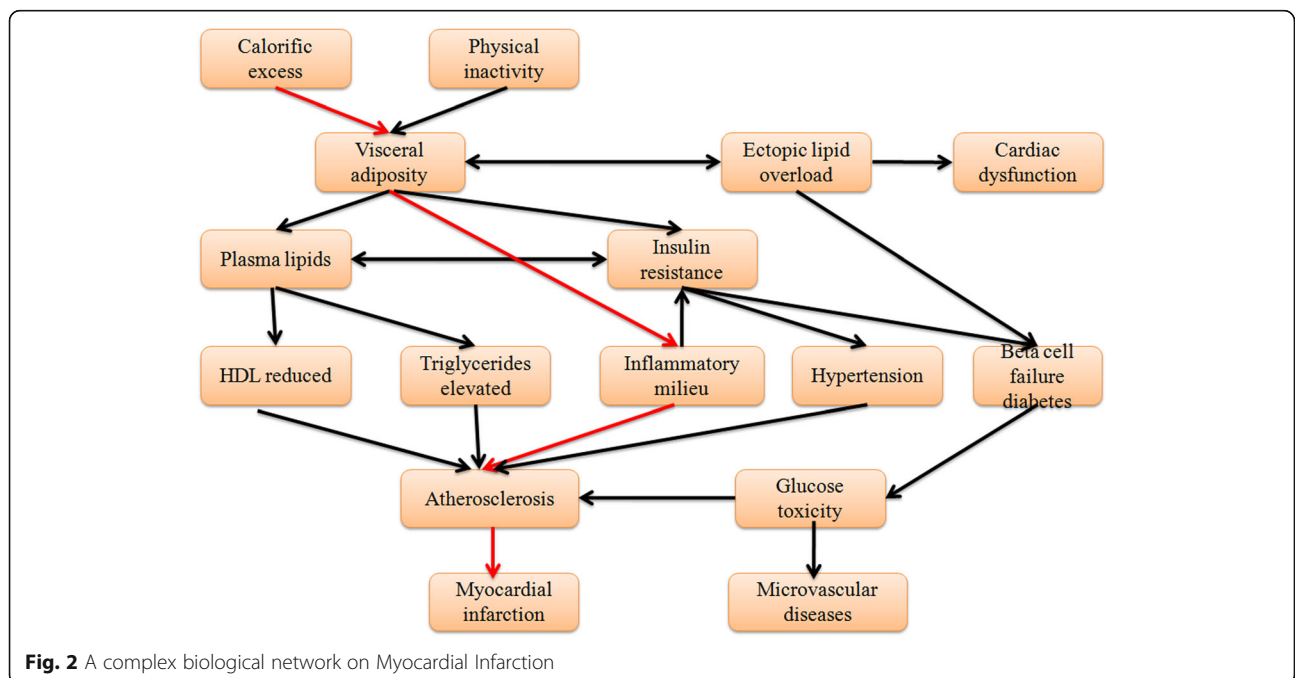 Calorific
excess
Physical
inactivity
Visceral
adiposity
Ectopic lipid
overload
Cardiac
dysfunction
Plasma lipids
Insulin
resistance
HDL reduced
Triglycerides
elevated
Inflammatory
milieu
Hypertension
Beta cell
failure
diabetes
Atherosclerosis
Glucose
toxicity
Myocardial
infarction
Microvascular
diseases
Fig. 2 A complex biological network on Myocardial Infarction